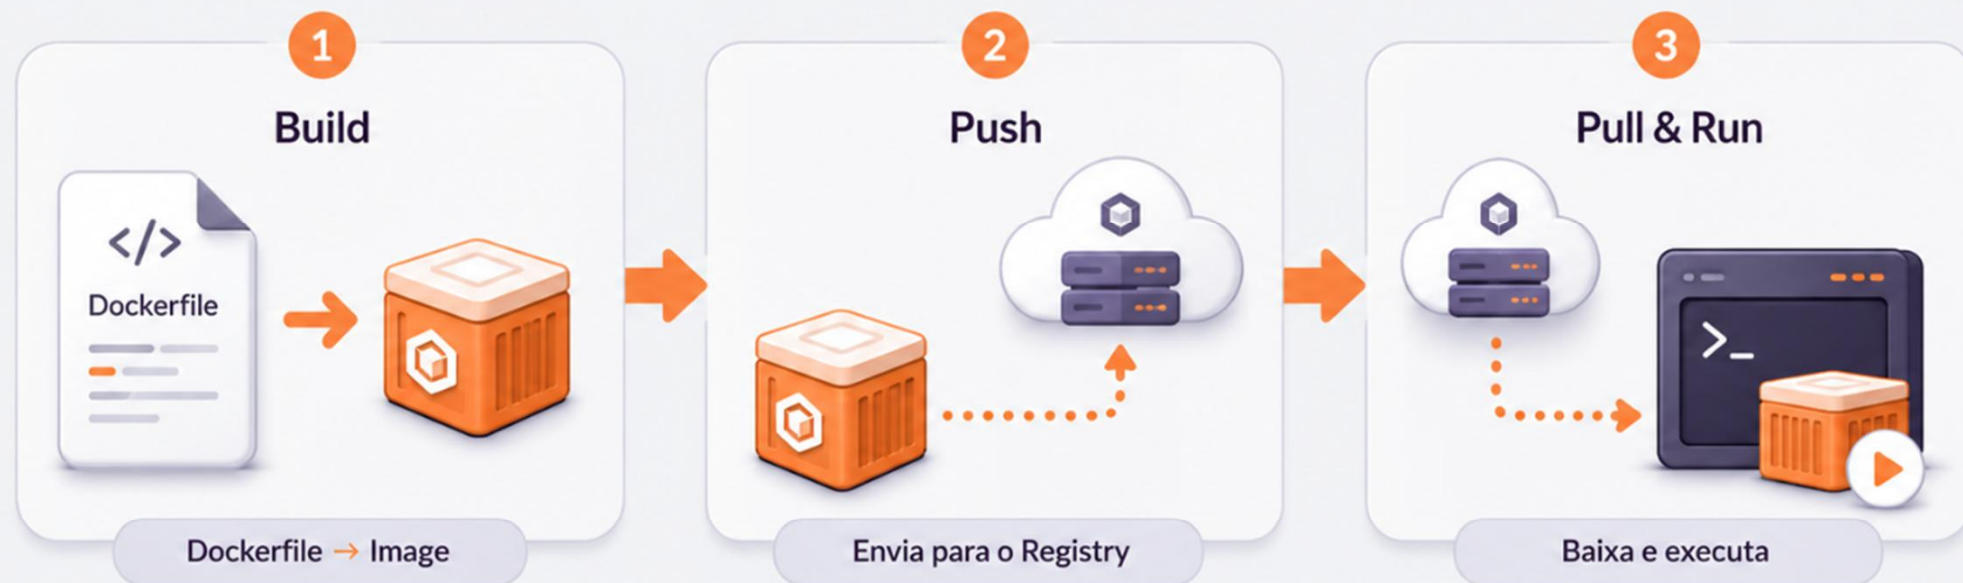 1
Build
</>
Dockerfile
Dockerfile → Image
2
Push
Envia para o Registry
3
Pull & Run
>_
Baixa e executa